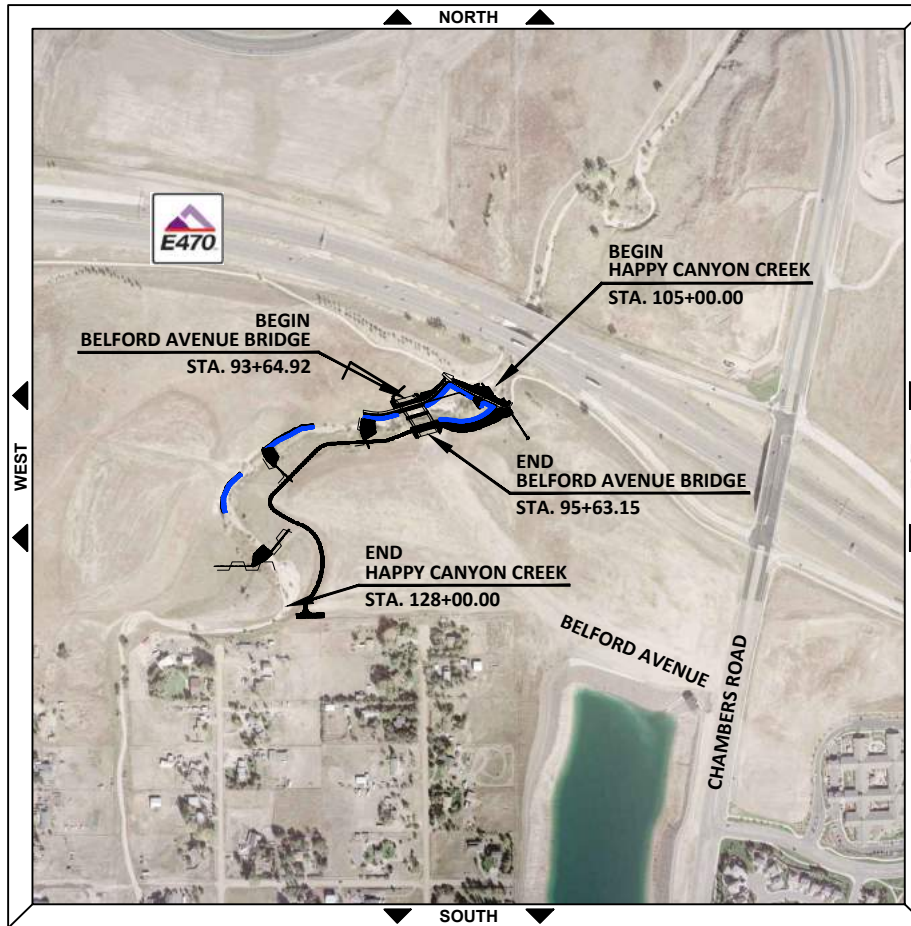 NORTH
E470
BEGIN
HAPPY CANYON CREEK
STA. 105+00.00
BEGIN
BELFORD AVENUE BRIDGE
STA. 93+64.92
WEST
END
BELFORD AVENUE BRIDGE
STA. 95+63.15
END
HAPPY CANYON CREEK
STA. 128+00.00
BELFORD AVENUE
CHAMBERS ROAD
SOUTH